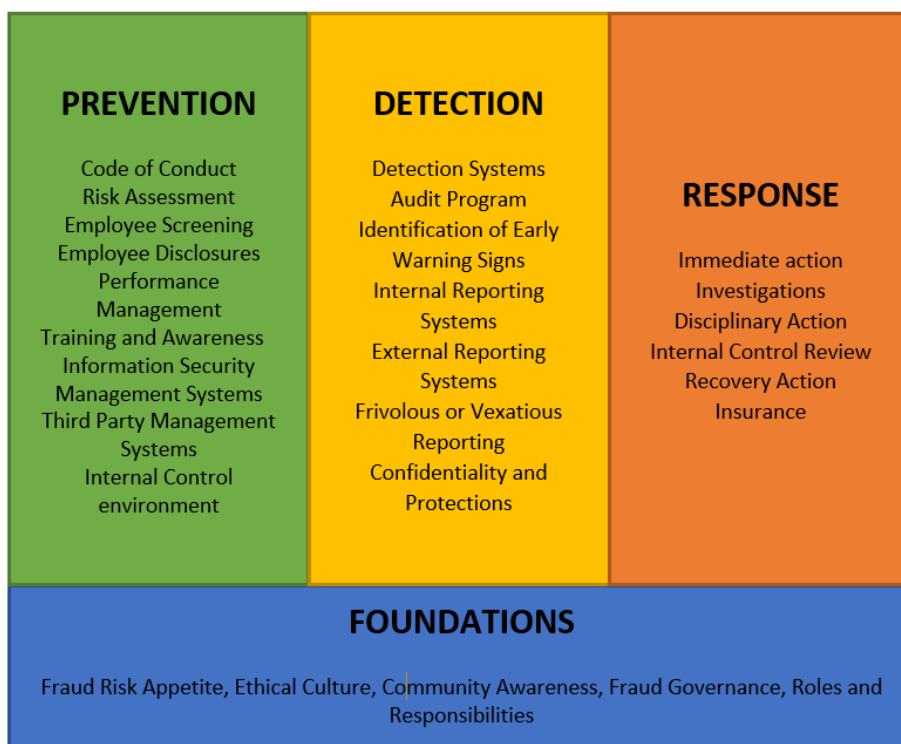 PREVENTION
Code of Conduct
Risk Assessment
Employee Screening
Employee Disclosures
Performance
Management
Training and Awareness
Information Security
Management Systems
Third Party Management
Systems
Internal Control
environment
DETECTION
Detection Systems
Audit Program
Identification of Early
Warning Signs
Internal Reporting
Systems
External Reporting
Systems
Frivolous or Vexatious
Reporting
Confidentiality and
Protections
RESPONSE
Immediate action
Investigations
Disciplinary Action
Internal Control Review
Recovery Action
Insurance
FOUNDATIONS
Fraud Risk Appetite, Ethical Culture, Community Awareness, Fraud Governance, Roles and
Responsibilities